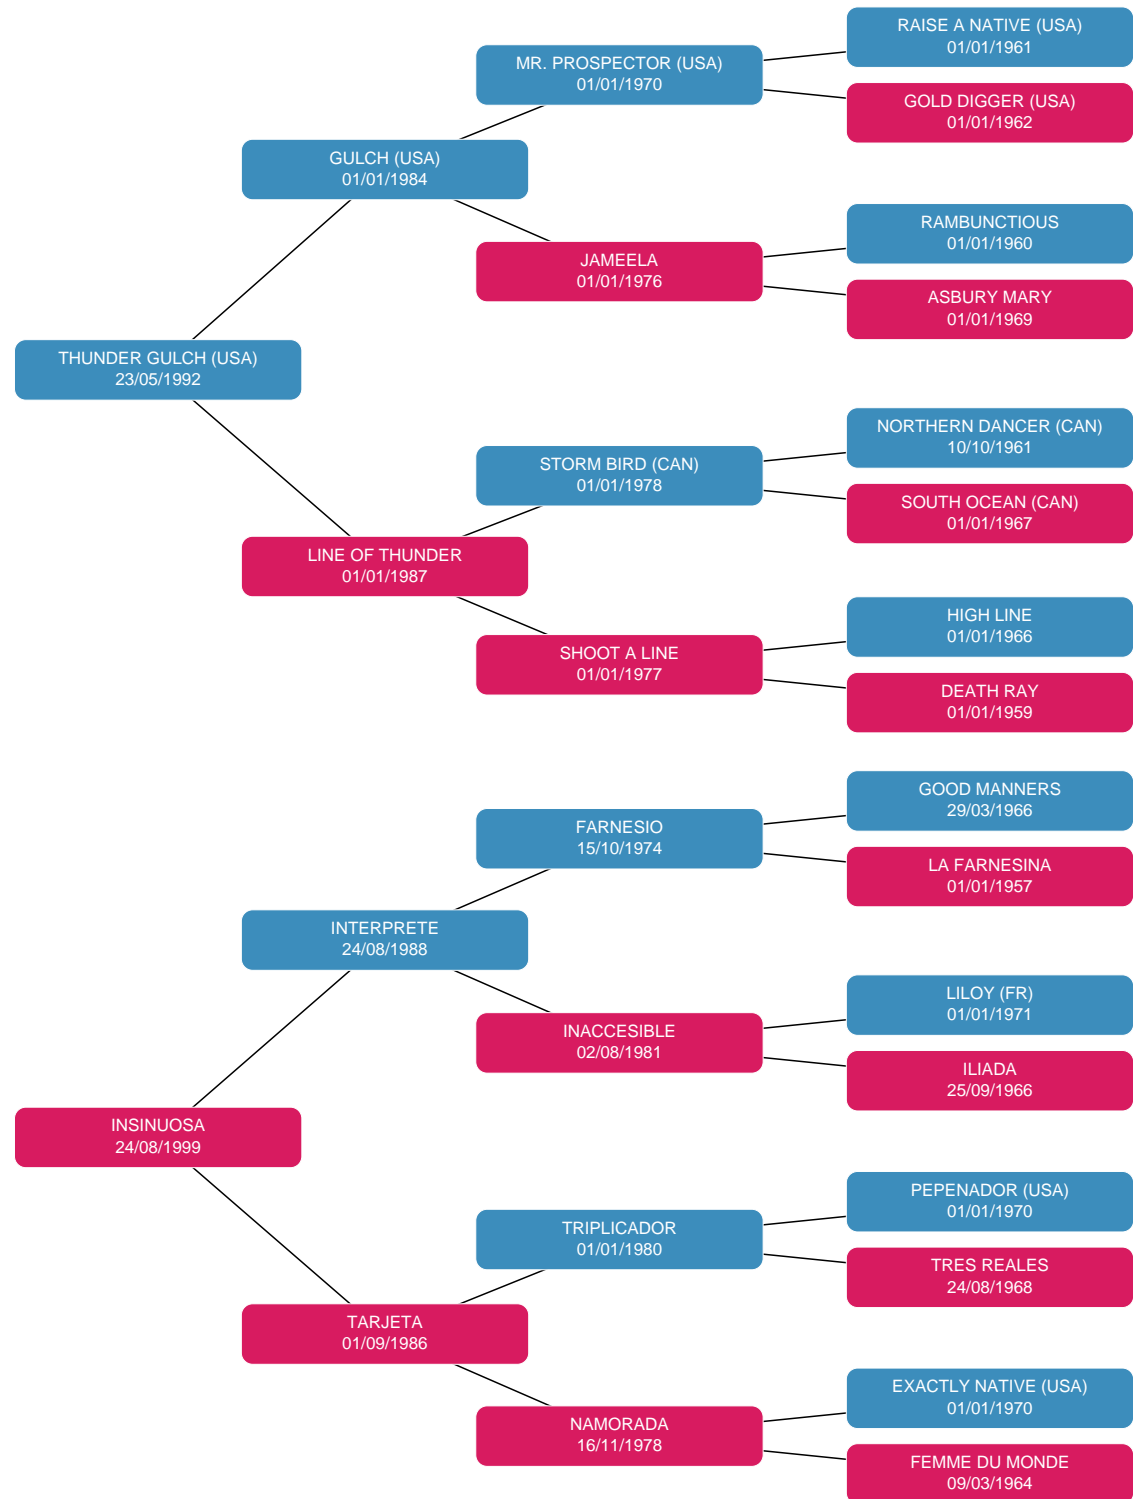 RAISE A NATIVE (USA)
01/01/1961
MR. PROSPECTOR (USA)
01/01/1970
GOLD DIGGER (USA)
01/01/1962
GULCH (USA)
01/01/1984
RAMBUNCTIOUS
01/01/1960
JAMEELA
01/01/1976
ASBURY MARY
01/01/1969
THUNDER GULCH (USA)
23/05/1992
NORTHERN DANCER (CAN)
10/10/1961
STORM BIRD (CAN)
01/01/1978
SOUTH OCEAN (CAN)
01/01/1967
LINE OF THUNDER
01/01/1987
HIGH LINE
01/01/1966
SHOOT A LINE
01/01/1977
DEATH RAY
01/01/1959
GOOD MANNERS
29/03/1966
FARNESIO
15/10/1974
LA FARNESINA
01/01/1957
INTERPRETE
24/08/1988
LILOY (FR)
01/01/1971
INACCESIBLE
02/08/1981
ILIADA
25/09/1966
INSINUOSA
24/08/1999
PEPENADOR (USA)
01/01/1970
TRIPLICADOR
01/01/1980
TRES REALES
24/08/1968
TARJETA
01/09/1986
EXACTLY NATIVE (USA)
01/01/1970
NAMORADA
16/11/1978
FEMME DU MONDE
09/03/1964